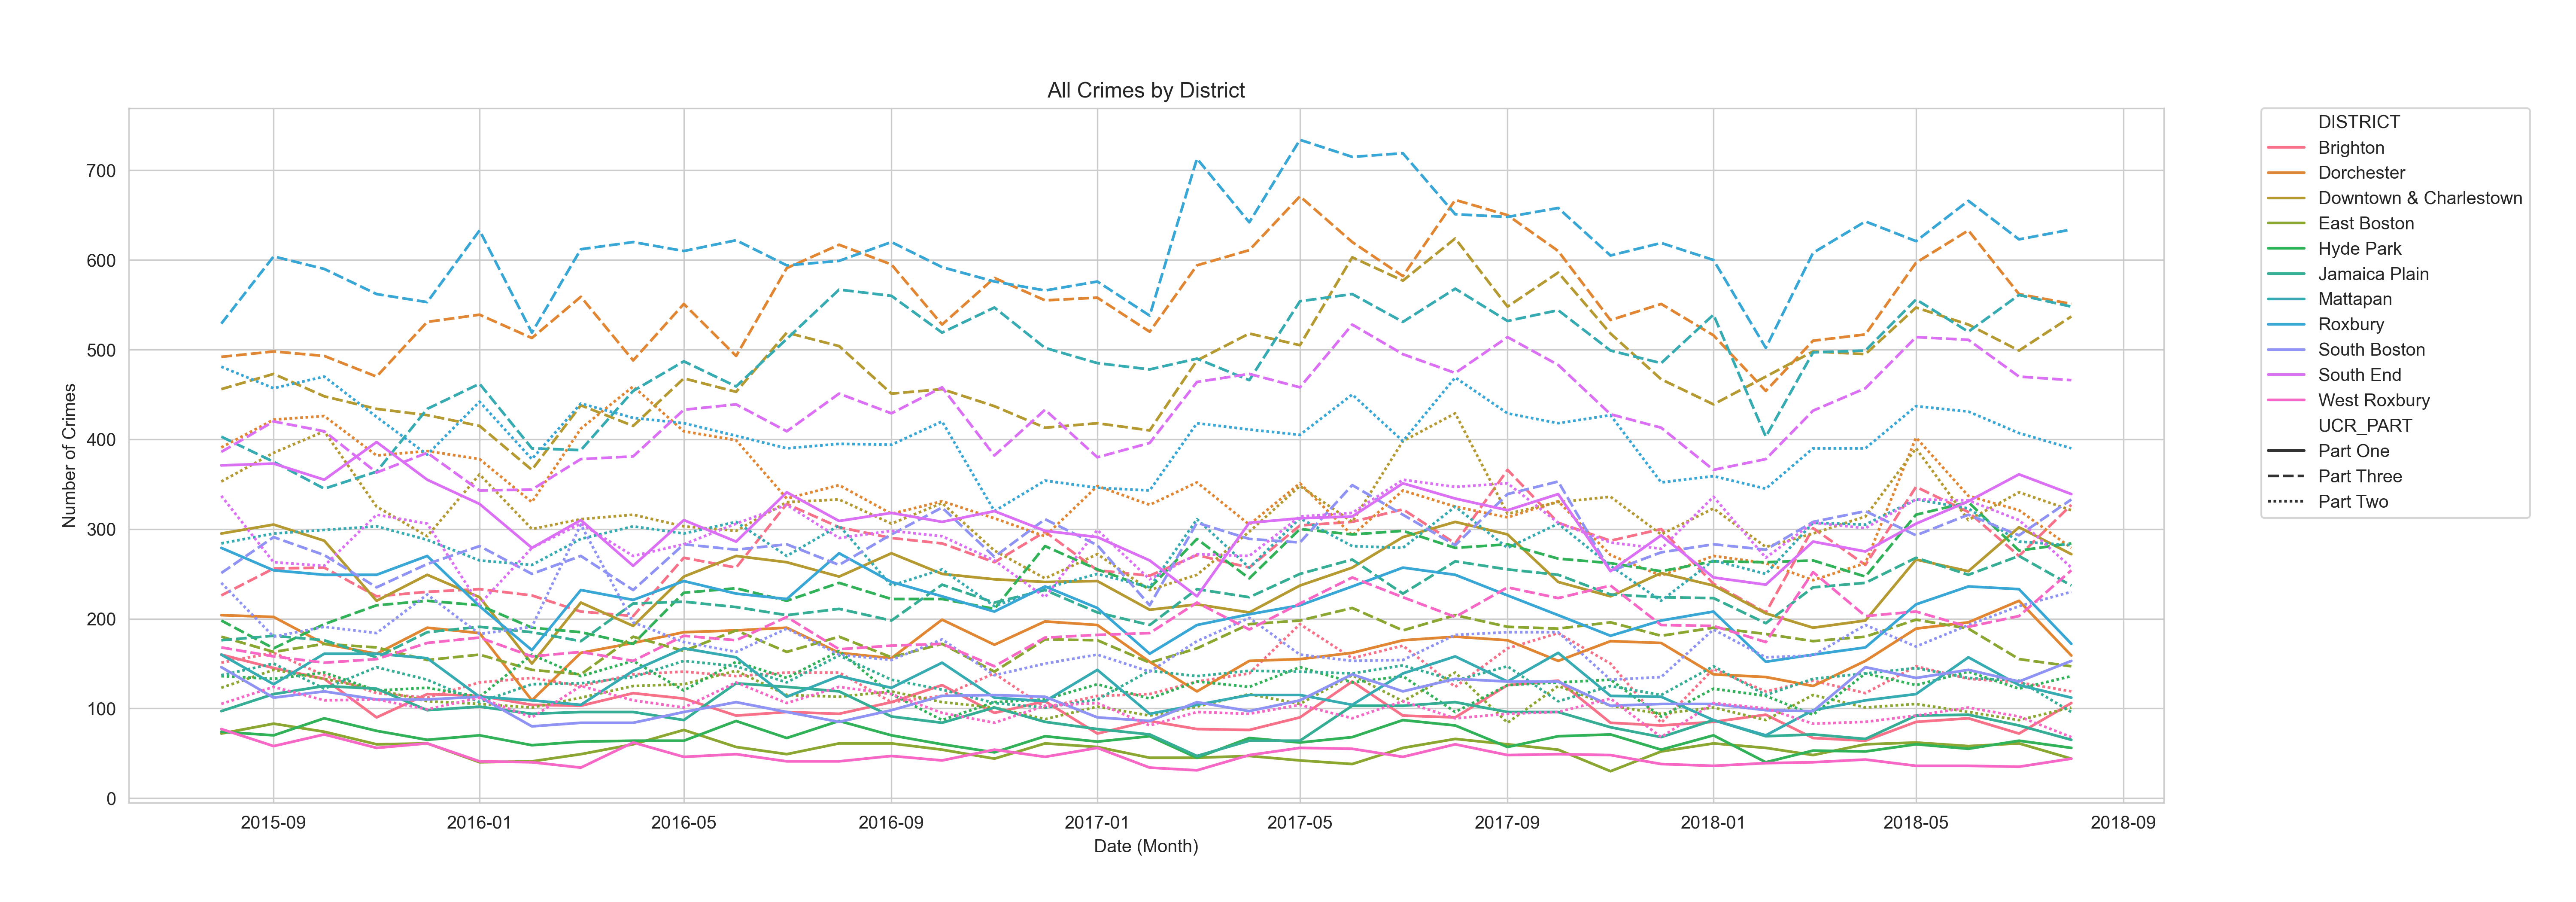 All Crimes by District
Number of Crimes
700
600
500
400
300
200
100
0
2015-09
2016-01
2016-05
2016-09
2017-01
2017-05
2017-09
2018-01
2018-05
2018-09
Date (Month)
DISTRICT
Brighton
Dorchester
Downtown & Charlestown
East Boston
Hyde Park
Jamaica Plain
Mattapan
Roxbury
South Boston
South End
West Roxbury
UCR_PART
Part One
Part Three
Part Two